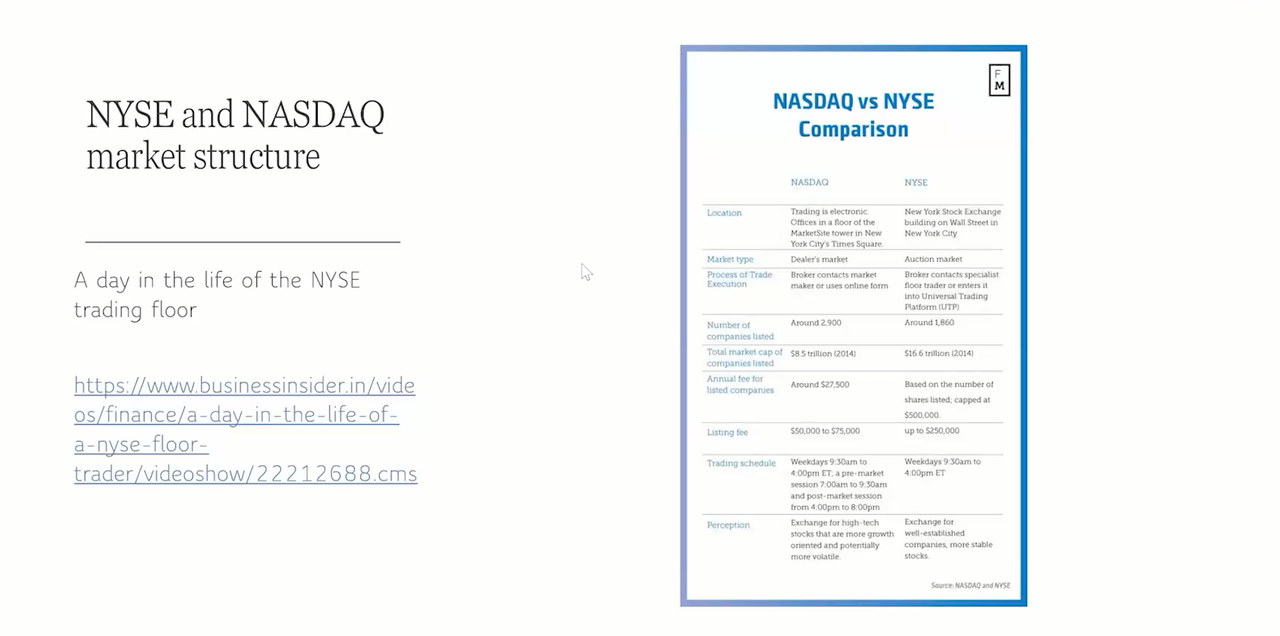 NYSE and NASDAQ
market structure
A day in the life of the NYSE
trading floor
https://www.businessinsider.in/vide
os/finance/a-day-in-the-life-of-
a-nyse-floor-
trader/videoshow/22212688.cms
F
M
NASDAQ vs NYSE
Comparison
NASDAQ
NYSE
Location
Trading is electronic.
Offices in a floor of the
MarketSite tower in New
York City's Times Square.
New York Stock Exchange
building on Wall Street in
New York City
Market type
Dealer's market
Auction market
Process of Trade
Execution
Broker contacts market
maker or uses online form
Broker contacts specialist
floor trader or enters it
into Universal Trading
Platform (UTP)
Number of
companies listed
Around 2,900
Around 1,860
Total market cap of
companies listed
$8.5 trillion (2014)
$16.6 trillion (2014)
Annual fee for
listed companies
Around $27,500
Based on the number of
shares listed; capped at
$500,000.
Listing fee
$50,000 to $75,000
up to $250,000
Trading schedule
Weekdays 9:30am to
4:00pm ET; a pre-market
session 7:00am to 9:30am
and post-market session
from 4:00pm to 8:00pm
Weekdays 9:30am to
4:00pm ET
Perception
Exchange for high-tech
stocks that are more growth
oriented and potentially
more volatile.
Exchange for
well-established
companies, more stable
stocks.
Source: NASDAQ and NYSE